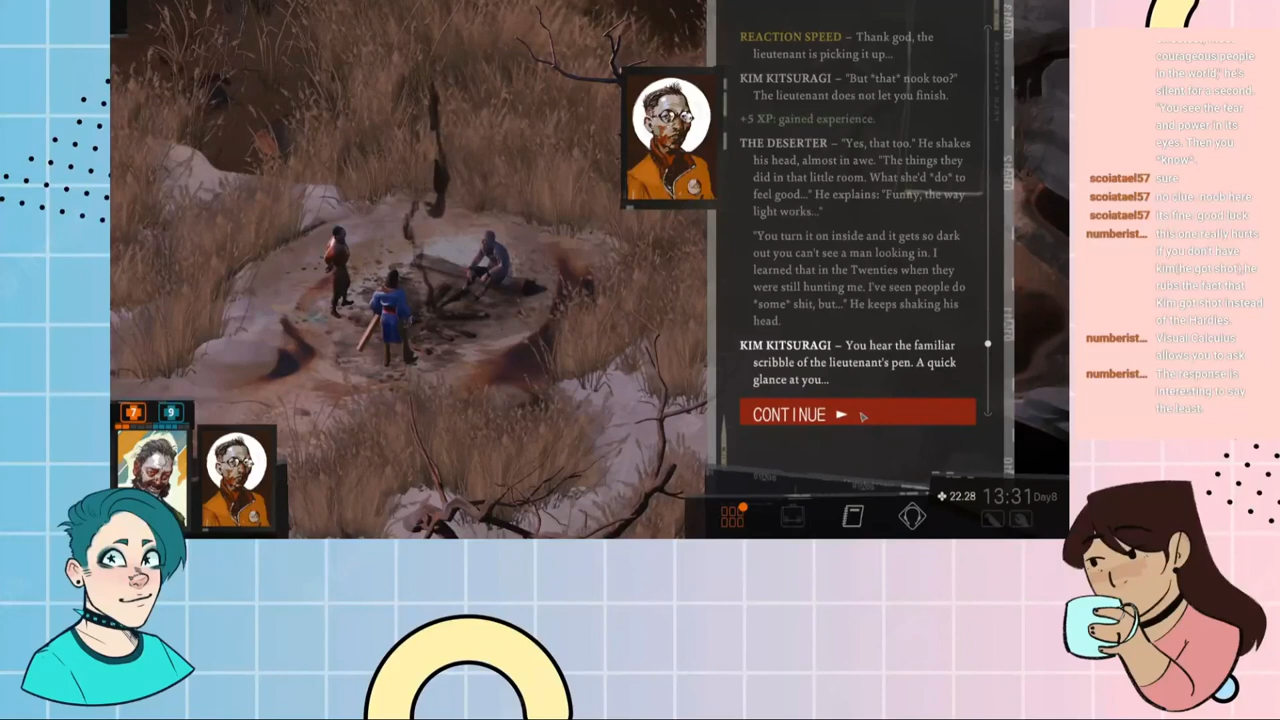 REACTION SPEED – Thank god, the
lieutenant is picking it up...
KIM KITSURAGI – "But *that* nook too?"
The lieutenant does not let you finish.
+5 XP: gained experience.
THE DESERTER – "Yes, that too." He shakes
his head, almost in awe. "The things they
did in that little room. What she'd *do* to
feel good..." He explains: "Funny, the way
light works..."
"You turn it on inside and it gets so dark
out you can't see a man looking in. I
learned that in the Twenties when they
were still hunting me. I've seen people do
*some* shit, but..." He keeps shaking his
head.
KIM KITSURAGI – You hear the familiar
scribble of the lieutenant's pen. A quick
glance at you...
CONTINUE
7 9
22.28 13:31 Day8
courageous people
in the world," he's
silent for a second.
"You see the fear
and power in its
eyes. Then you
*know*.
scoiatael57 sure
scoiatael57 no clue. noob here
scoiatael57 its fine. good luck
numberist... this one really hurts
if you don't have
kim(he got shot).he
rubs the fact that
Kim got shot instead
of the Hardies.
numberist... Visual Calculus
allows you to ask
numberist... The response is
interesting to say
the least.